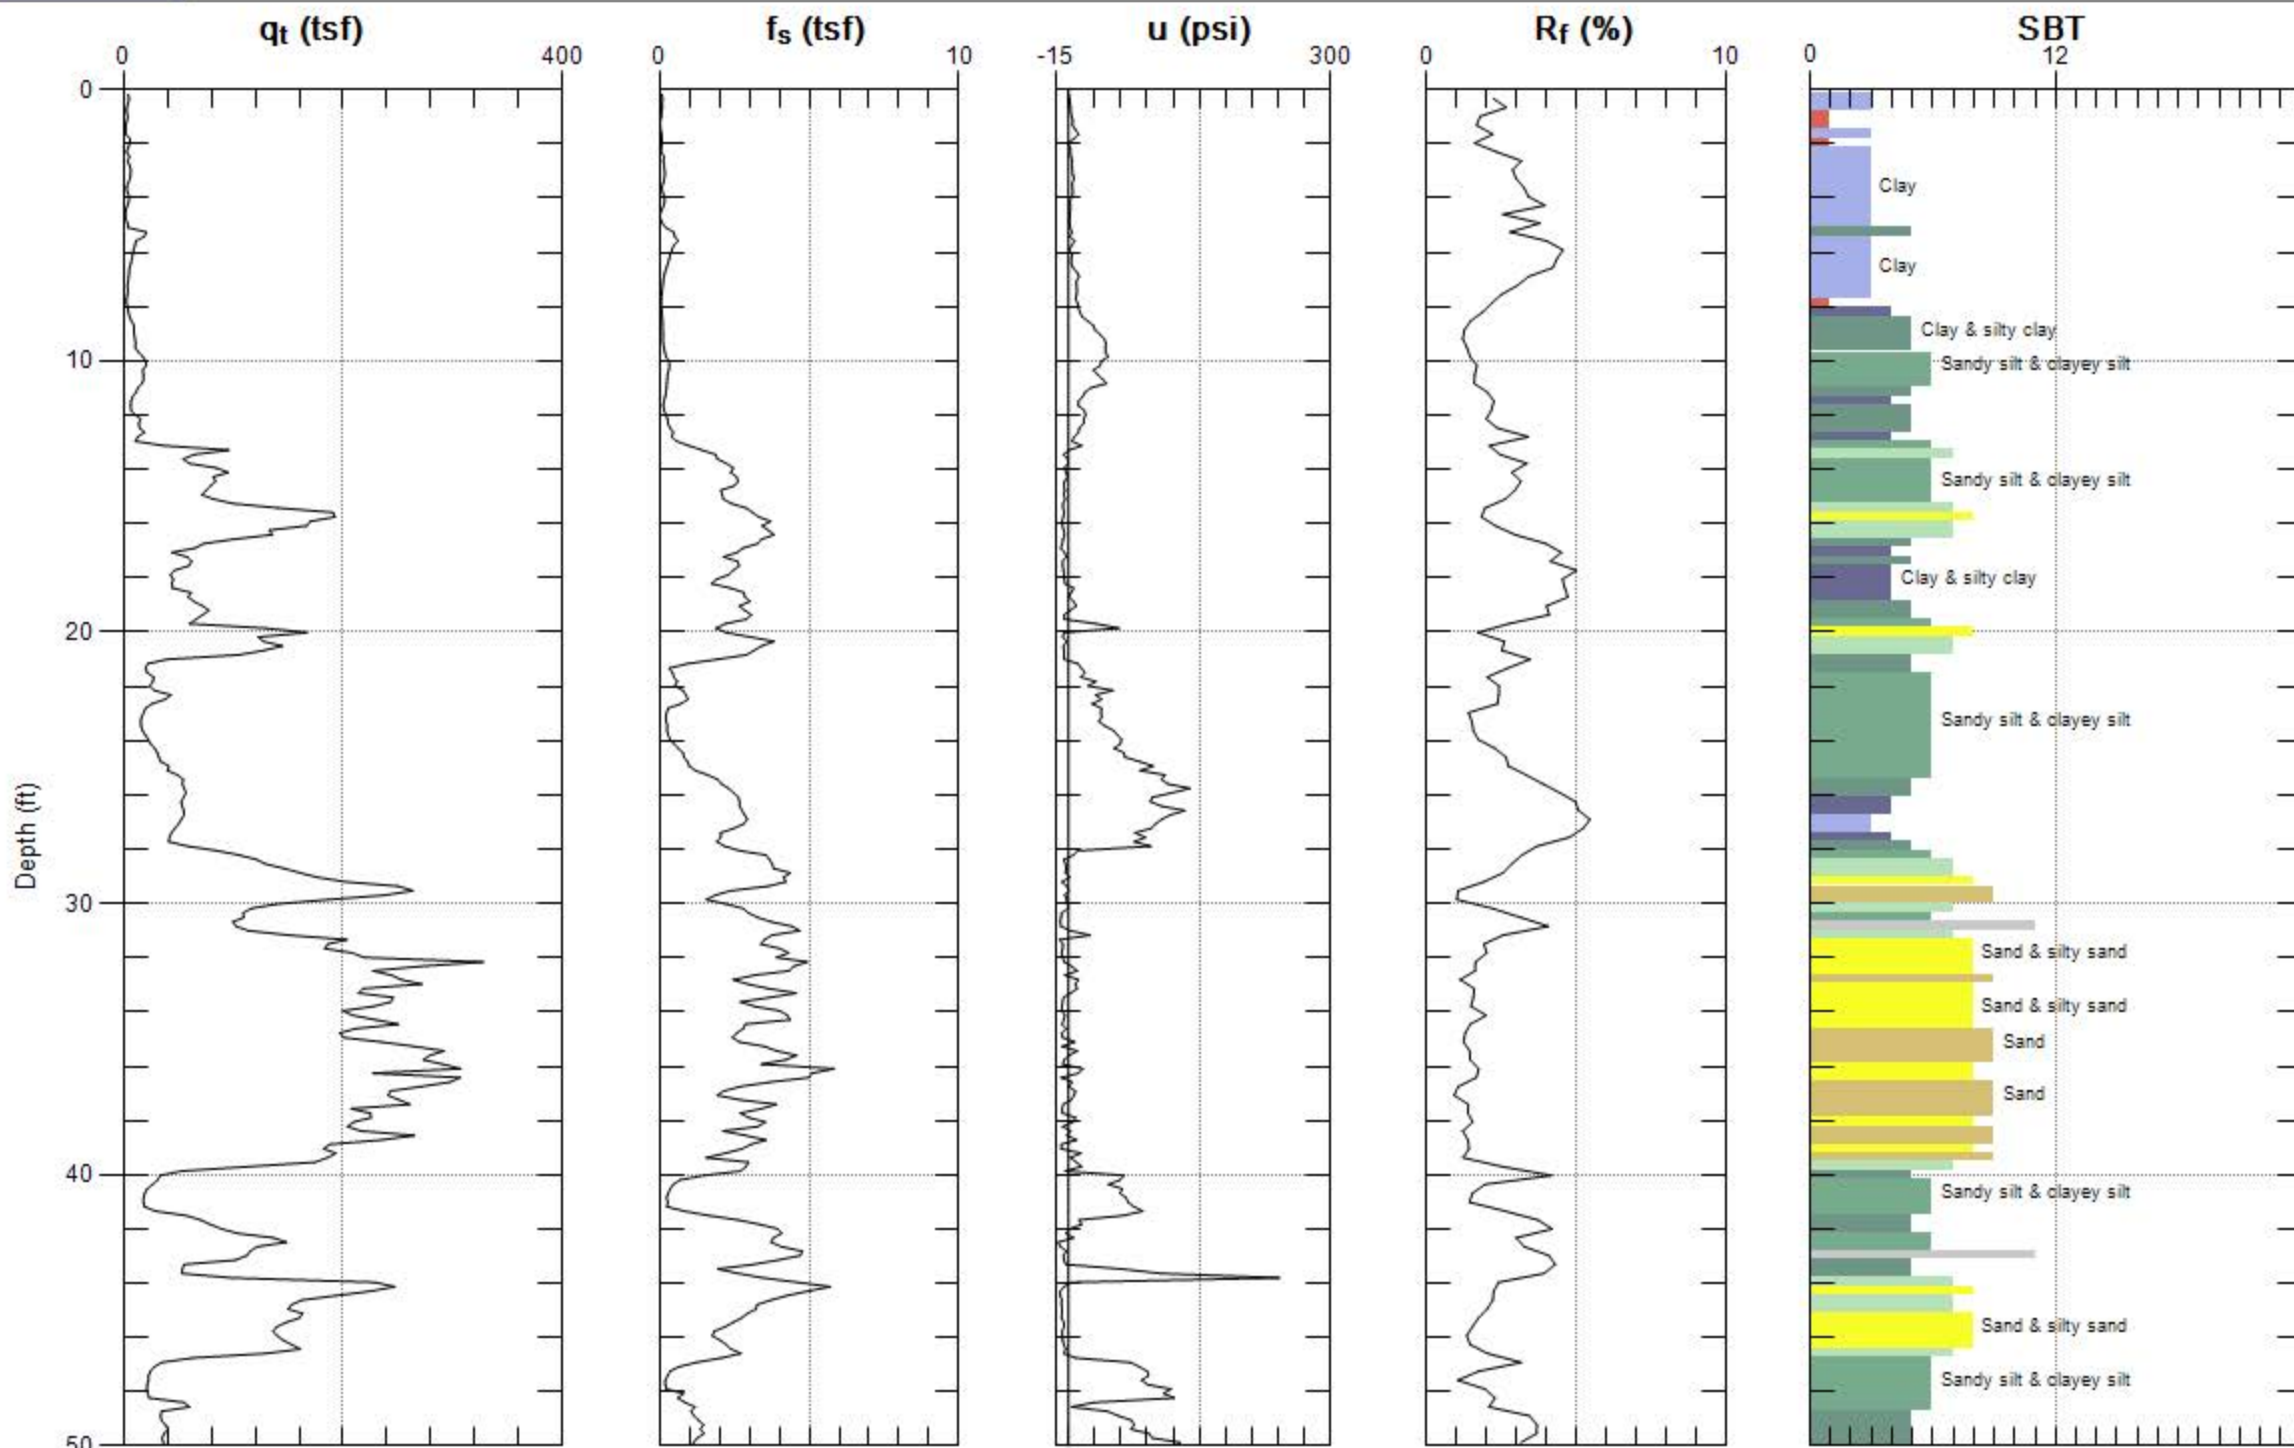 qt (tsf) fs (tsf) u (psi) Rf (%) SBT
0 400 0 10 -15 300 0 10 0 12
0
Clay
Clay
Clay & silty clay
10 Sandy silt & clayey silt
Sandy silt & clayey silt
Clay & silty clay
20
Sandy silt & clayey silt
Depth (ft)
30
Sand & silty sand
Sand & silty sand
Sand
Sand
40
Sandy silt & clayey silt
Sand & silty sand
Sandy silt & clayey silt
50